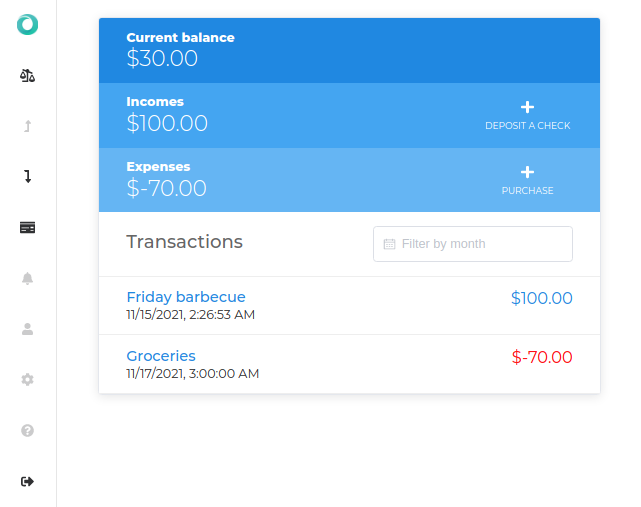 Current balance
$30.00
Incomes
$100.00
DEPOSIT A CHECK
Expenses
$-70.00
PURCHASE
Transactions
Filter by month
Friday barbecue
$100.00
11/15/2021, 2:26:53 AM
Groceries
$-70.00
11/17/2021, 3:00:00 AM